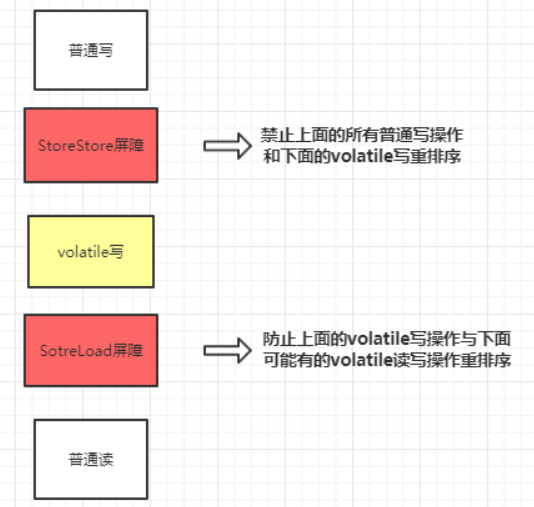 普通写
StoreStore屏障
禁止上面的所有普通写操作
和下面的volatile写重排序
volatile写
SotreLoad屏障
防止上面的volatile写操作与下面
可能有的volatile读写操作重排序
普通读